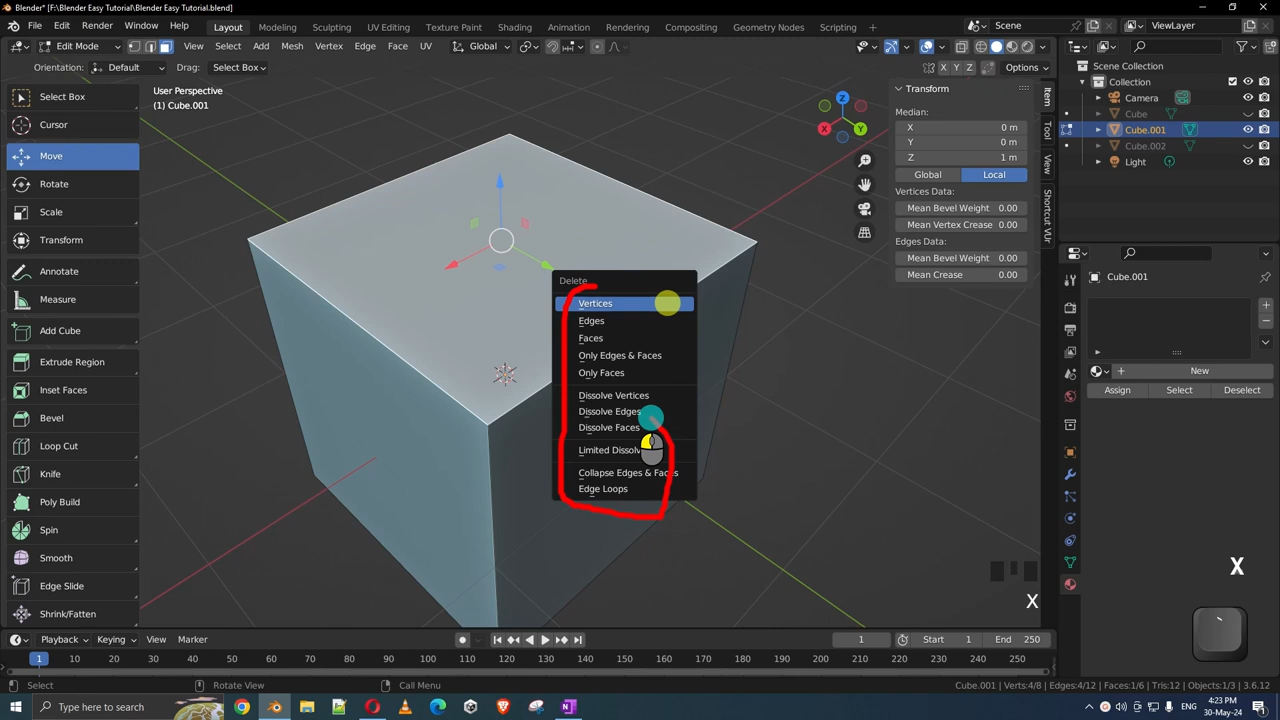 Blender* [F:\Blender Easy Tutorial\Blender Easy Tutorial.blend]
File Edit Render Window Help Layout Modeling Sculpting UV Editing Texture Paint Shading Animation Rendering Compositing Geometry Nodes Scripting Scene ViewLayer
Edit Mode View Select Add Mesh Vertex Edge Face UV Global
Orientation: Default Drag: Select Box X Y Z Options
Select Box
Cursor
Move
Rotate
Scale
Transform
Annotate
Measure
Add Cube
Extrude Region
Inset Faces
Bevel
Loop Cut
Knife
Poly Build
Spin
Smooth
Edge Slide
Shrink/Fatten
User Perspective
(1) Cube.001
Z
X Y
Delete
Vertices
Edges
Faces
Only Edges & Faces
Only Faces
Dissolve Vertices
Dissolve Edges
Dissolve Faces
Limited Dissolv
Collapse Edges & Faces
Edge Loops
Transform
Median:
X 0 m
Y 0 m
Z 1 m
Global Local
Vertices Data:
Mean Bevel Weight 0.00
Mean Vertex Crease 0.00
Edges Data:
Mean Bevel Weight 0.00
Mean Crease 0.00
Item
Tool
View
Shortcut VUr
Scene Collection
Collection
Camera
Cube
Cube.001
Cube.002
Light
Cube.001
New
Assign Select Deselect
X
X
Playback Keying View Marker 1 Start 1 End 250
1 10 20 30 40 50 60 70 80 90 100 110 120 130 140 150 160 170 180 190 200 210 220 230 240 250
Select Rotate View Call Menu Cube.001 | Verts:4/8 | Edges:4/12 | Faces:1/6 | Tris:12 | Objects:1/3 | 3.6.12
Type here to search
4:23 PM
30-May-24